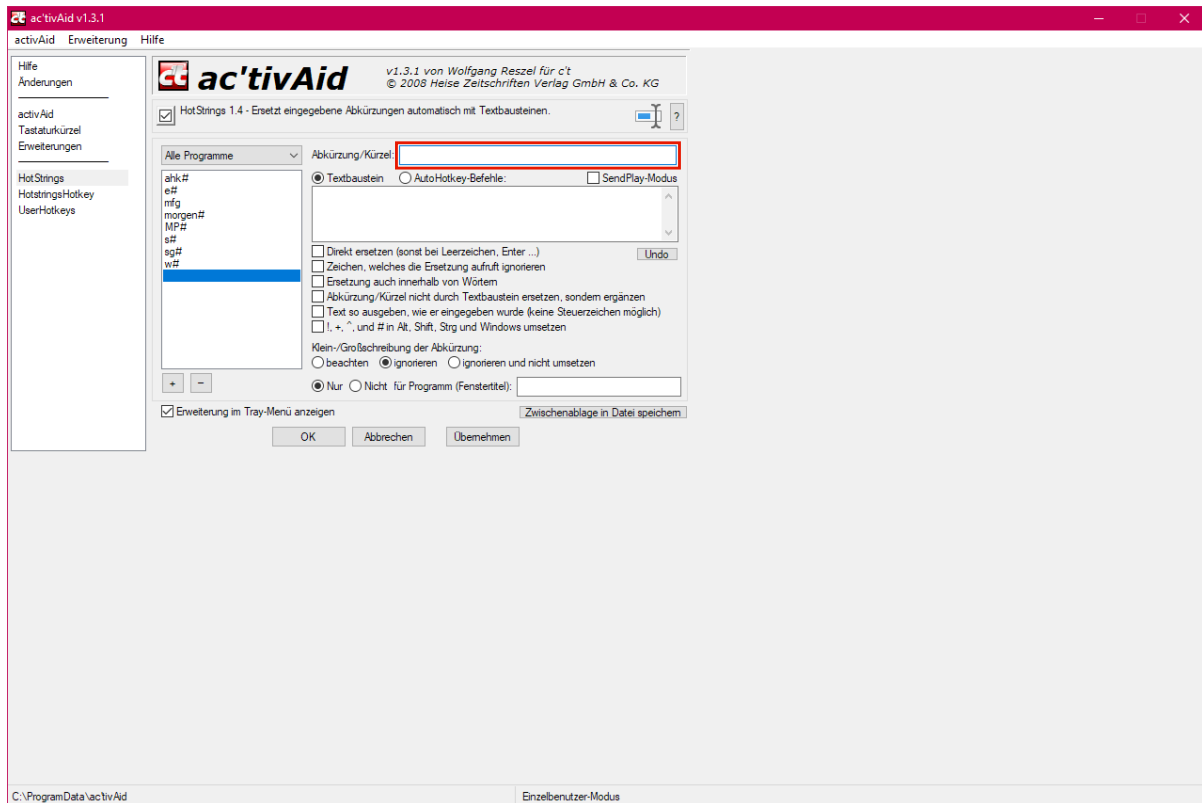 ac'tivAid v1.3.1
activAid Erweiterung Hilfe
Hilfe
Änderungen
activAid
Tastaturkürzel
Erweiterungen
HotStrings
HotstringsHotkey
UserHotkeys
c't ac'tivAid
v1.3.1 von Wolfgang Reszel für c't
© 2008 Heise Zeitschriften Verlag GmbH & Co. KG
HotStrings 1.4 - Ersetzt eingegebene Abkürzungen automatisch mit Textbausteinen.
?
Alle Programme
ahk#
e#
mfg
morgen#
MP#
s#
sg#
w#
+ −
Abkürzung/Kürzel:
Textbaustein AutoHotkey-Befehle: SendPlay-Modus
Direkt ersetzen (sonst bei Leerzeichen, Enter ...) Undo
Zeichen, welches die Ersetzung aufruft ignorieren
Ersetzung auch innerhalb von Wörtern
Abkürzung/Kürzel nicht durch Textbaustein ersetzen, sondern ergänzen
Text so ausgeben, wie er eingegeben wurde (keine Steuerzeichen möglich)
!, +, ^, und # in Alt, Shift, Strg und Windows umsetzen
Klein-/Großschreibung der Abkürzung:
beachten ignorieren ignorieren und nicht umsetzen
Nur Nicht für Programm (Fenstertitel):
Erweiterung im Tray-Menü anzeigen Zwischenablage in Datei speichern
OK Abbrechen Übernehmen
C:\ProgramData\ac'tivAid Einzelbenutzer-Modus